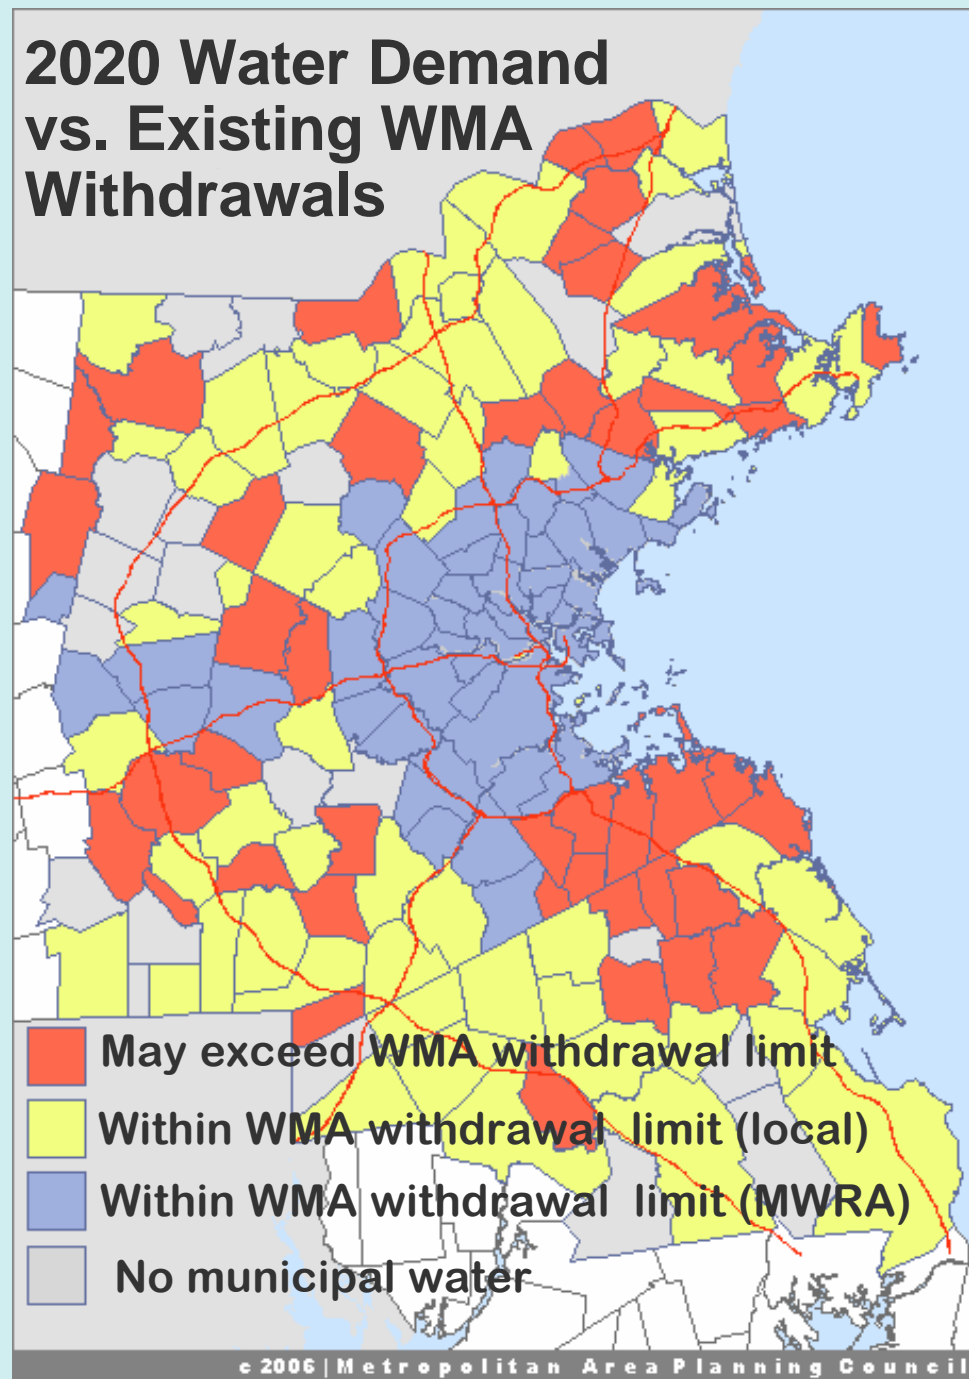 2020 Water Demand
vs. Existing WMA
Withdrawals
May exceed WMA withdrawal limit
Within WMA withdrawal limit (local)
Within WMA withdrawal limit (MWRA)
No municipal water
c 2006 | Metropolitan Area Planning Council